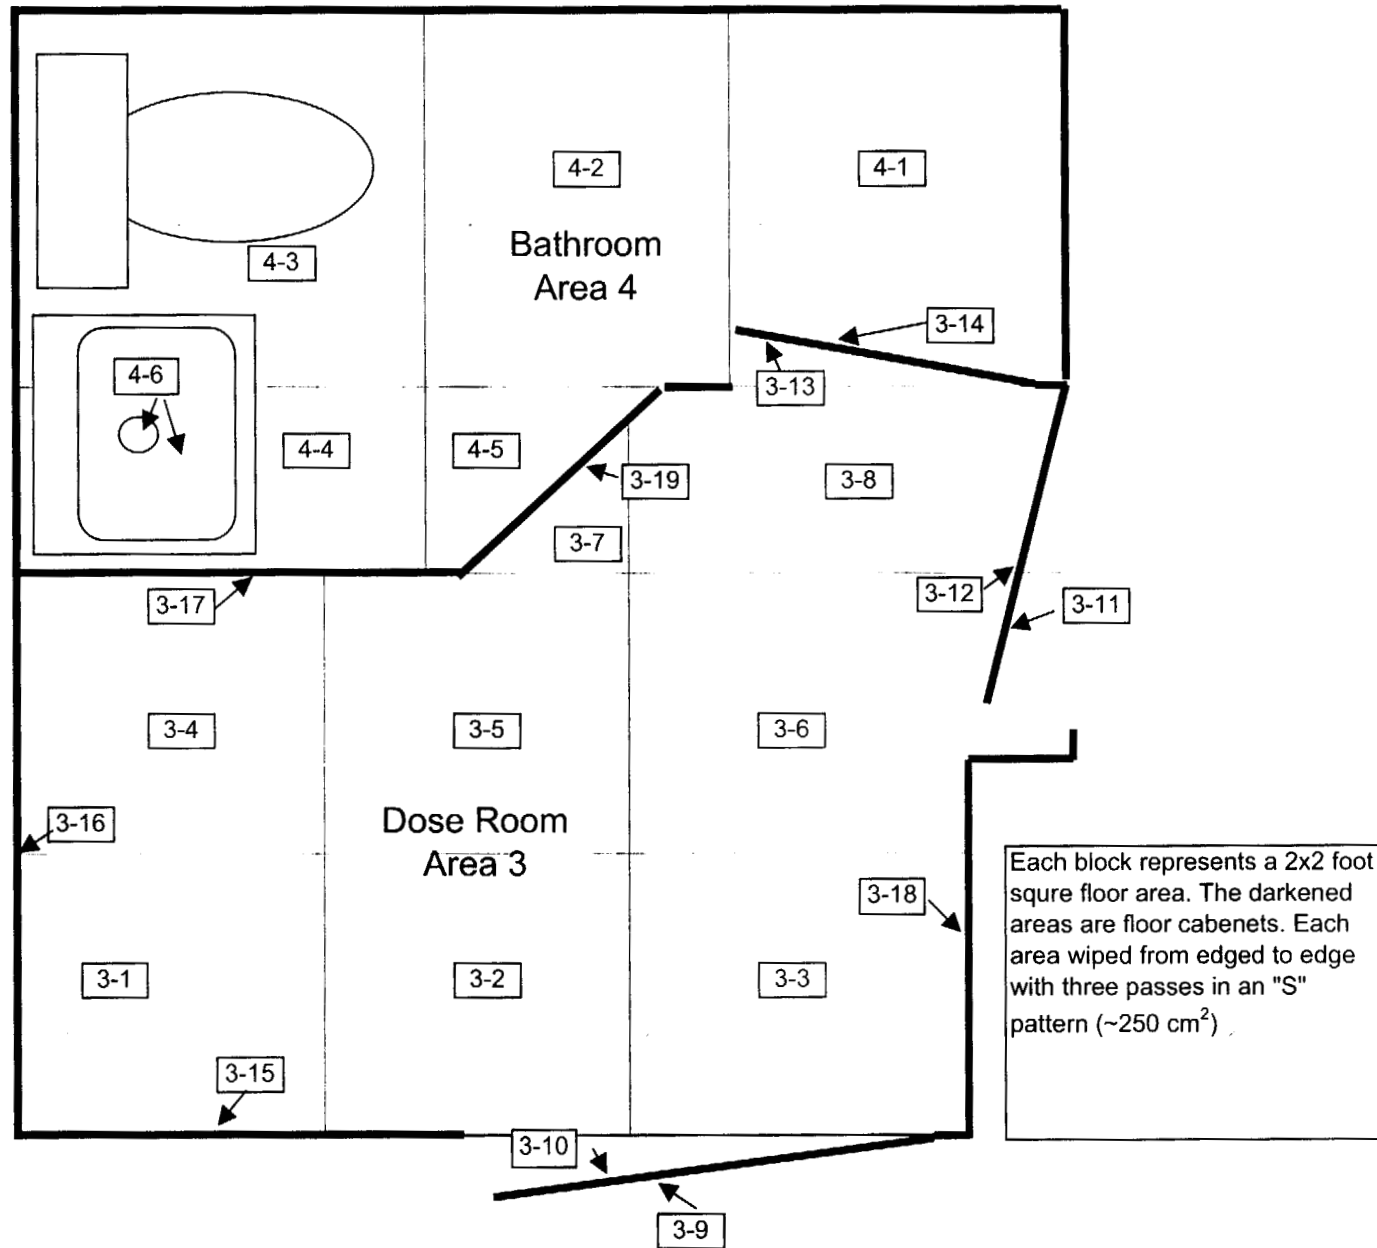 4-2
4-1
Bathroom
Area 4
4-3
3-14
4-6
3-13
4-4
4-5
3-19
3-8
3-7
3-17
3-12
3-11
3-4
3-5
3-6
3-16
Dose Room
Area 3
3-18
Each block represents a 2x2 foot
squre floor area. The darkened
areas are floor cabenets. Each
area wiped from edged to edge
with three passes in an "S"
pattern (~250 cm²)
3-1
3-2
3-3
3-15
3-10
3-9